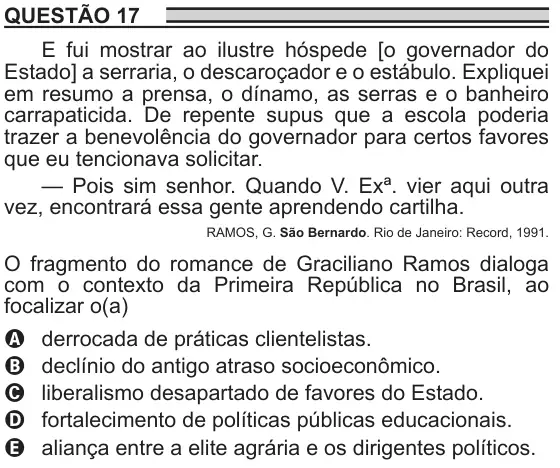 QUESTÃO 17
E fui mostrar ao ilustre hóspede [o governador do
Estado] a serraria, o descaroçador e o estábulo. Expliquei
em resumo a prensa, o dínamo, as serras e o banheiro
carrapaticida. De repente supus que a escola poderia
trazer a benevolência do governador para certos favores
que eu tencionava solicitar.
— Pois sim senhor. Quando V. Exª. vier aqui outra
vez, encontrará essa gente aprendendo cartilha.
RAMOS, G. São Bernardo. Rio de Janeiro: Record, 1991.
O fragmento do romance de Graciliano Ramos dialoga
com o contexto da Primeira República no Brasil, ao
focalizar o(a)
A derrocada de práticas clientelistas.
B declínio do antigo atraso socioeconômico.
C liberalismo desapartado de favores do Estado.
D fortalecimento de políticas públicas educacionais.
E aliança entre a elite agrária e os dirigentes políticos.